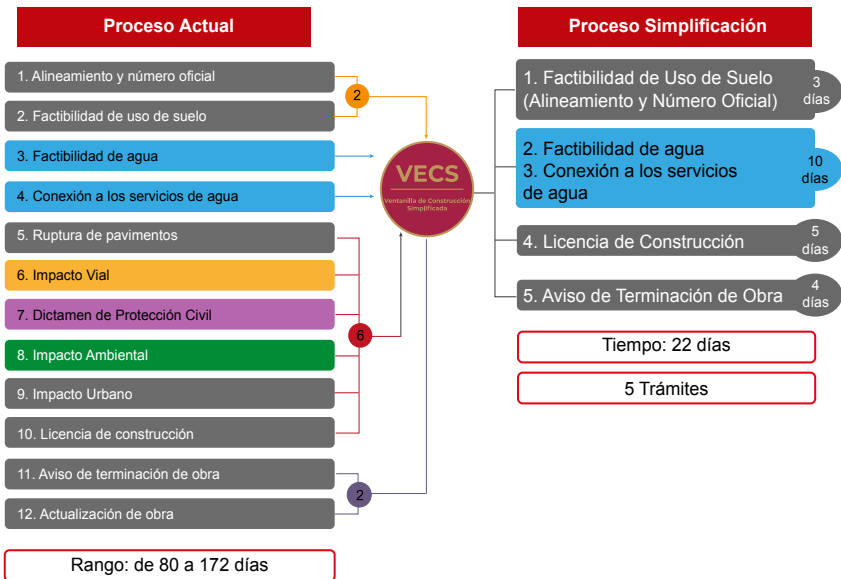 Proceso Actual
1. Alineamiento y número oficial
2. Factibilidad de uso de suelo
2
3. Factibilidad de agua
4. Conexión a los servicios de agua
5. Ruptura de pavimentos
6. Impacto Vial
7. Dictamen de Protección Civil
8. Impacto Ambiental
9. Impacto Urbano
10. Licencia de construcción
6
11. Aviso de terminación de obra
12. Actualización de obra
2
Rango: de 80 a 172 días
VECS
Ventanilla de Construcción
Simplificada
Proceso Simplificación
1. Factibilidad de Uso de Suelo
(Alineamiento y Número Oficial)
3
días
2. Factibilidad de agua
3. Conexión a los servicios
de agua
10
días
4. Licencia de Construcción
5
días
5. Aviso de Terminación de Obra
4
días
Tiempo: 22 días
5 Trámites